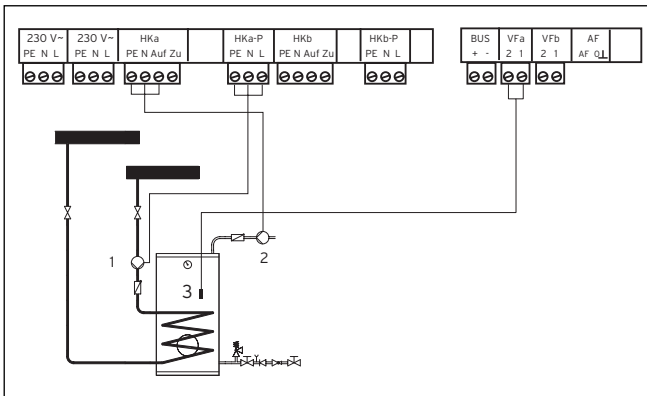 230 V~ 230 V~ HKa HKa-P HKb HKb-P BUS VFa VFb AF
PE N L PE N L PE N Auf Zu PE N L PE N Auf Zu PE N L + - 2 1 2 1 AF 0
1
2
3